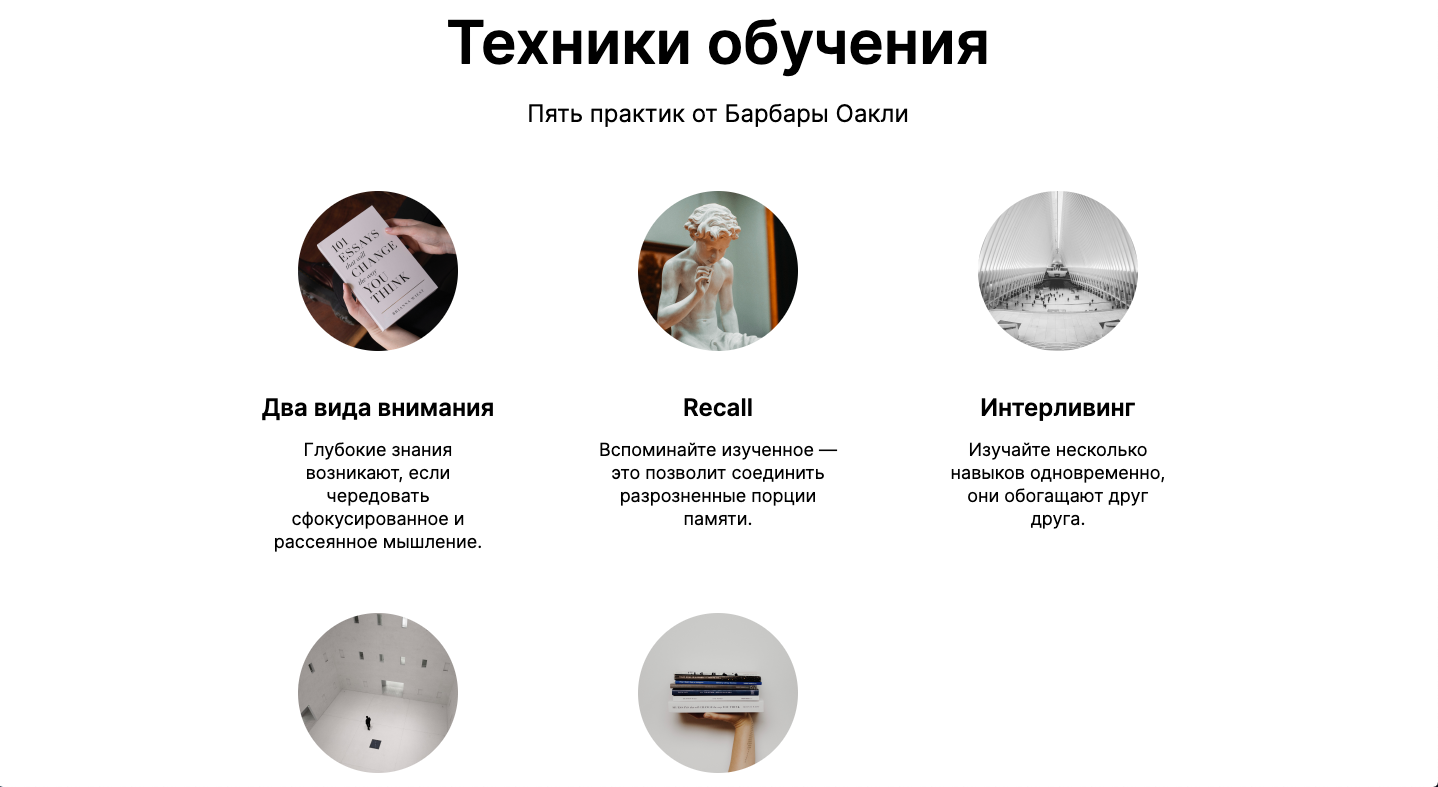 Техники обучения
Пять практик от Барбары Оакли
101
ESSAYS
that will
CHANGE
the way
YOU
THINK
BRIANNA WIEST
Два вида внимания
Глубокие знания
возникают, если
чередовать
сфокусированное и
рассеянное мышление.
Recall
Вспоминайте изученное —
это позволит соединить
разрозненные порции
памяти.
Интерливинг
Изучайте несколько
навыков одновременно,
они обогащают друг
друга.